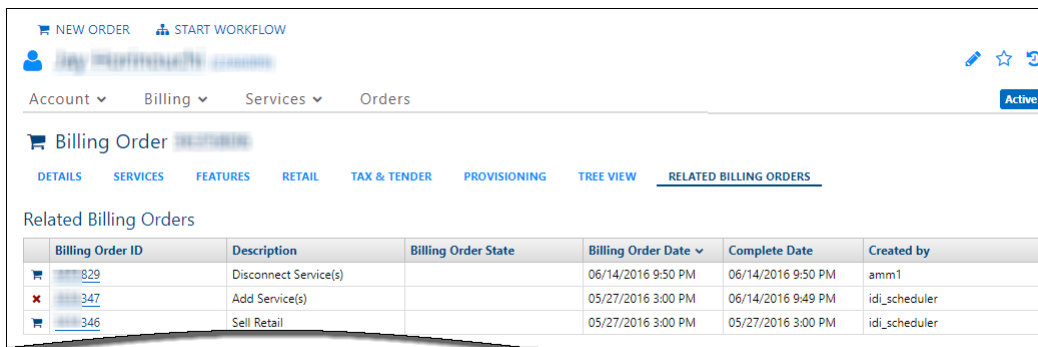 NEW ORDER START WORKFLOW
Account Billing Services Orders
Active
Billing Order
DETAILS SERVICES FEATURES RETAIL TAX & TENDER PROVISIONING TREE VIEW RELATED BILLING ORDERS
Related Billing Orders
Billing Order ID Description Billing Order State Billing Order Date Complete Date Created by
829 Disconnect Service(s) 06/14/2016 9:50 PM 06/14/2016 9:50 PM amm1
347 Add Service(s) 05/27/2016 3:00 PM 06/14/2016 9:49 PM idi_scheduler
346 Sell Retail 05/27/2016 3:00 PM 05/27/2016 3:00 PM idi_scheduler